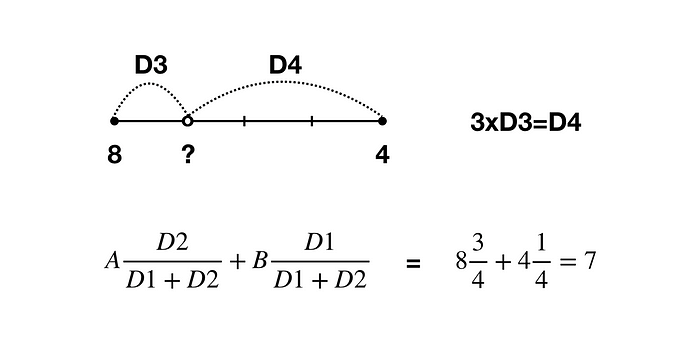 D3 D4
3xD3=D4
8 ? 4
A D2/(D1 + D2) + B D1/(D1 + D2) = 8 3/4 + 4 1/4 = 7